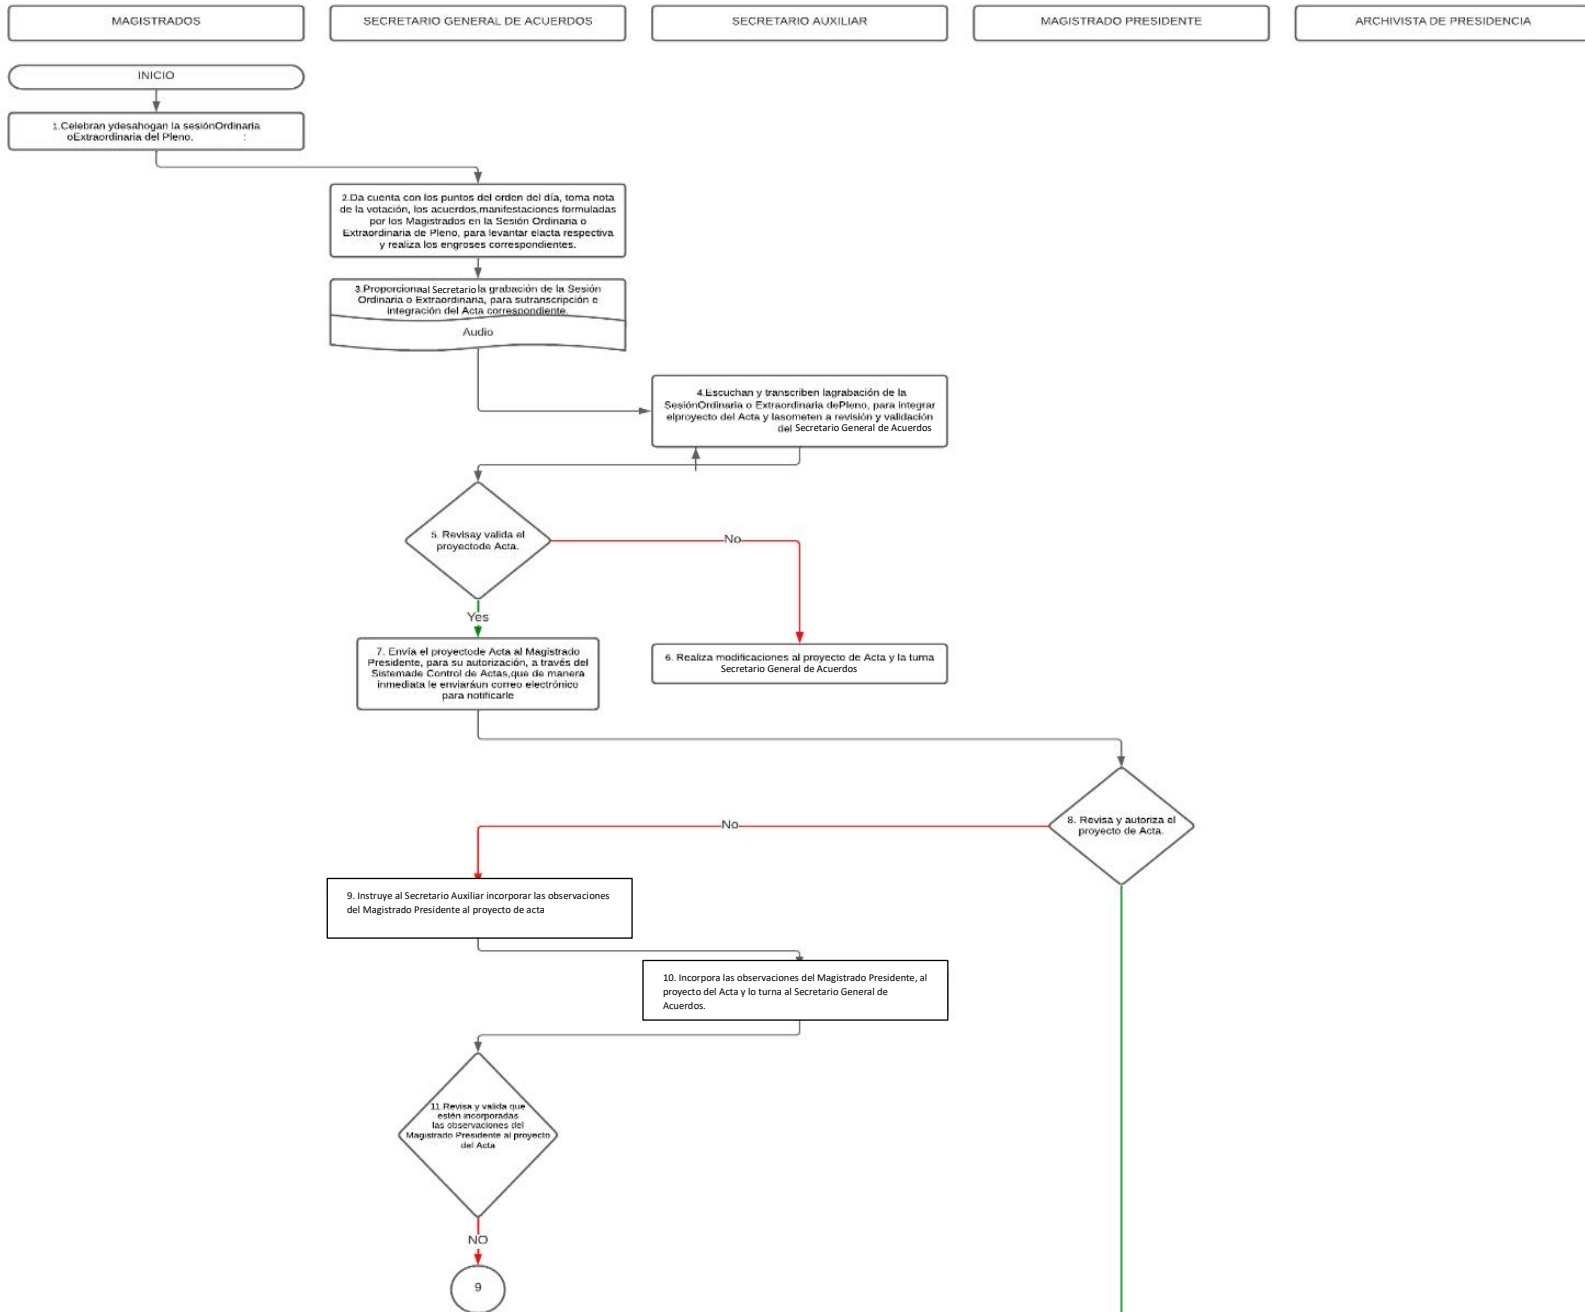 MAGISTRADOS
SECRETARIO GENERAL DE ACUERDOS
SECRETARIO AUXILIAR
MAGISTRADO PRESIDENTE
ARCHIVISTA DE PRESIDENCIA
INICIO
1.Celebran ydesahogan la sesiónOrdinaria
oExtraordinaria del Pleno. :
2.Da cuenta con los puntos del orden del día, toma nota
de la votación, los acuerdos,manifestaciones formuladas
por los Magistrados en la Sesión Ordinaria o
Extraordinaria de Pleno, para levantar elacta respectiva
y realiza los engroses correspondientes.
3.Proporcionaal Secretario la grabación de la Sesión
Ordinaria o Extraordinaria, para sutranscripción e
integración del Acta correspondiente.
Audio
4.Escuchan y transcriben lagrabación de la
SesiónOrdinaria o Extraordinaria dePleno, para integrar
elproyecto del Acta y lasometen a revisión y validación
del Secretario General de Acuerdos
5. Revisay valida el
proyectode Acta.
No
Yes
7. Envía el proyectode Acta al Magistrado
Presidente, para su autorización, a través del
Sistemade Control de Actas,que de manera
inmediata le enviaráun correo electrónico
para notificarle
6. Realiza modificaciones al proyecto de Acta y la turna
Secretario General de Acuerdos
8. Revisa y autoriza el
proyecto de Acta.
No
9. Instruye al Secretario Auxiliar incorporar las observaciones
del Magistrado Presidente al proyecto de acta
10. Incorpora las observaciones del Magistrado Presidente, al
proyecto del Acta y lo turna al Secretario General de
Acuerdos.
11.Revisa y valida que
estén incorporadas
las observaciones del
Magistrado Presidente al proyecto
del Acta
NO
9